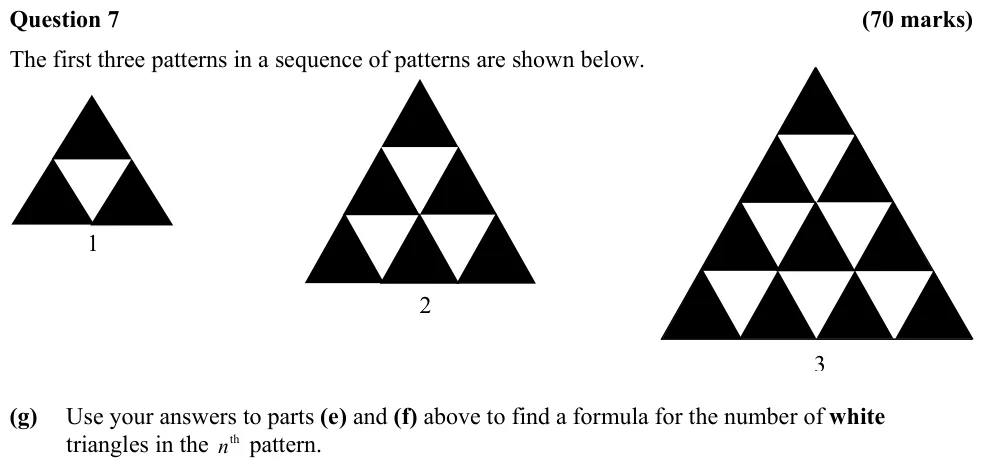 Question 7 (70 marks)
The first three patterns in a sequence of patterns are shown below.
1
2
3
(g) Use your answers to parts (e) and (f) above to find a formula for the number of white
triangles in the nᵗʰ pattern.